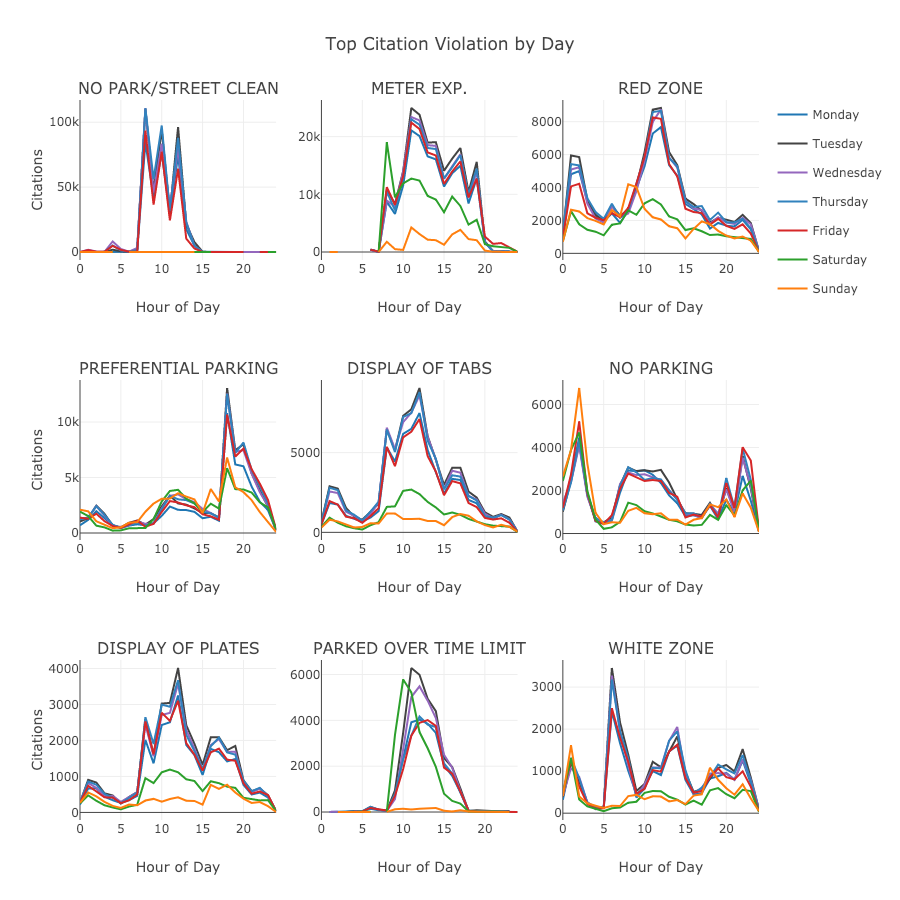 Top Citation Violation by Day
NO PARK/STREET CLEAN
METER EXP.
RED ZONE
100k
50k
0
0 5 10 15 20
Citations
Hour of Day
20k
10k
0
0 5 10 15 20
Hour of Day
8000
6000
4000
2000
0
0 5 10 15 20
Hour of Day
Monday
Tuesday
Wednesday
Thursday
Friday
Saturday
Sunday
PREFERENTIAL PARKING
DISPLAY OF TABS
NO PARKING
10k
5k
0
0 5 10 15 20
Citations
Hour of Day
5000
0
0 5 10 15 20
Hour of Day
6000
4000
2000
0
0 5 10 15 20
Hour of Day
DISPLAY OF PLATES
PARKED OVER TIME LIMIT
WHITE ZONE
4000
3000
2000
1000
0
0 5 10 15 20
Citations
Hour of Day
6000
4000
2000
0
0 5 10 15 20
Hour of Day
3000
2000
1000
0
0 5 10 15 20
Hour of Day